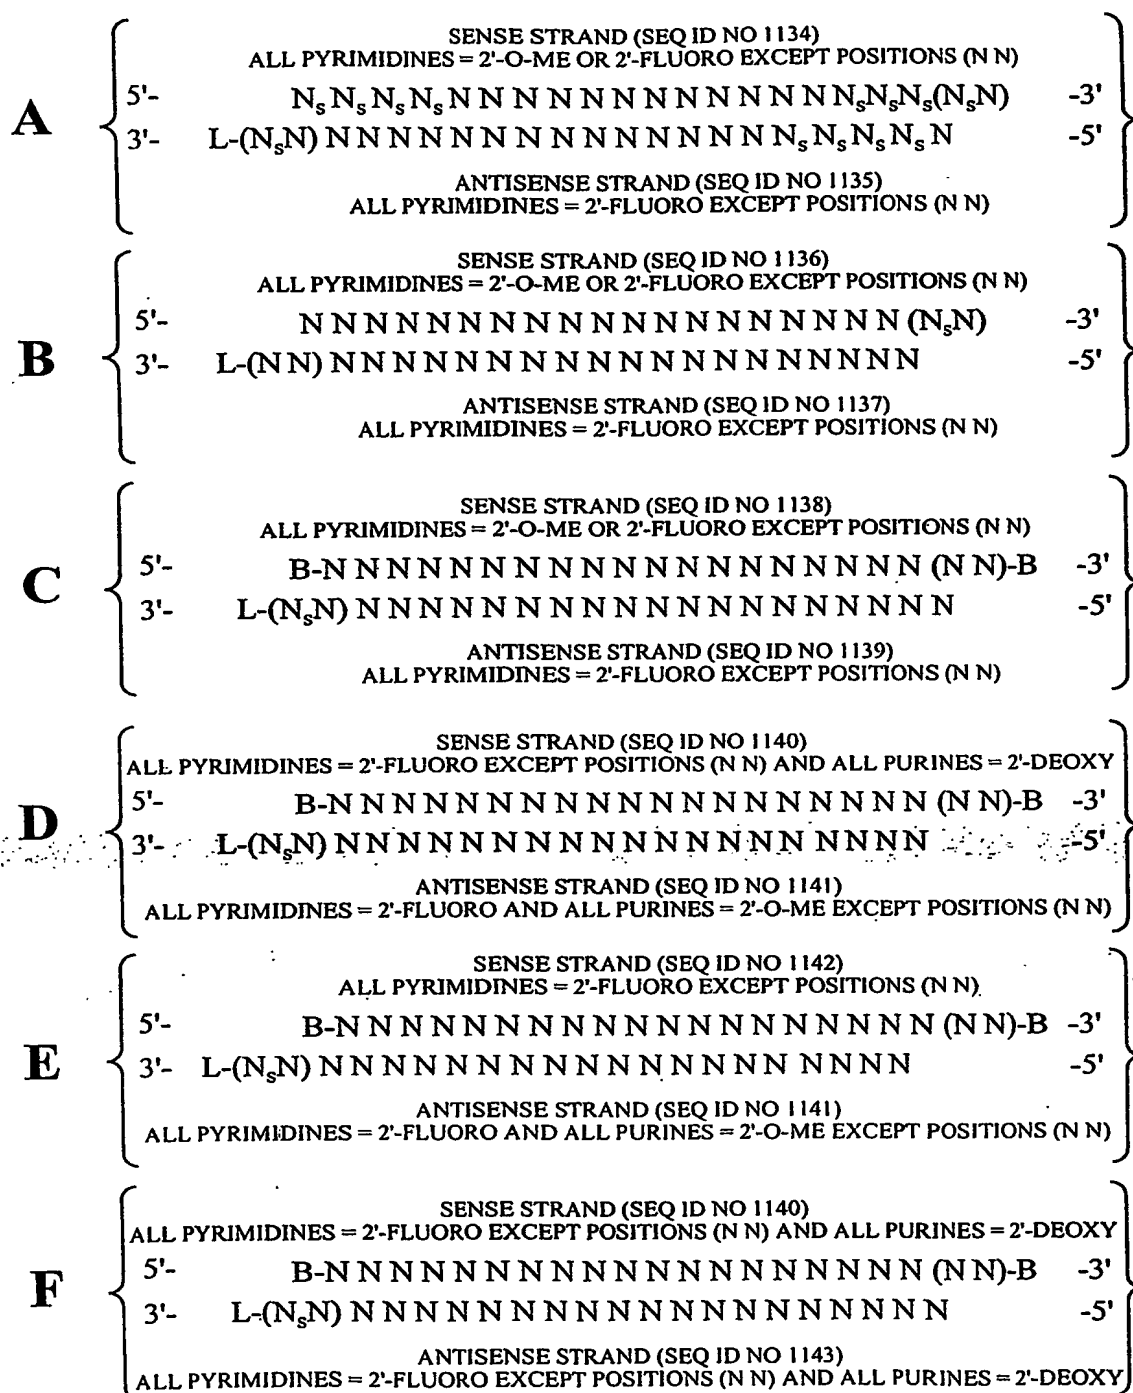 SENSE STRAND (SEQ ID NO 1134)
ALL PYRIMIDINES = 2'-O-ME OR 2'-FLUORO EXCEPT POSITIONS (N N)
A
5'- NsNsNsNsN N N N N N N N N N N N NsNsNs(NsN) -3'
3'- L-(NsN) N N N N N N N N N N N N N N NsNsNsNsN -5'
ANTISENSE STRAND (SEQ ID NO 1135)
ALL PYRIMIDINES = 2'-FLUORO EXCEPT POSITIONS (N N)
SENSE STRAND (SEQ ID NO 1136)
ALL PYRIMIDINES = 2'-O-ME OR 2'-FLUORO EXCEPT POSITIONS (N N)
B
5'- N N N N N N N N N N N N N N N N N N N (NsN) -3'
3'- L-(N N) N N N N N N N N N N N N N N N N N N N -5'
ANTISENSE STRAND (SEQ ID NO 1137)
ALL PYRIMIDINES = 2'-FLUORO EXCEPT POSITIONS (N N)
SENSE STRAND (SEQ ID NO 1138)
ALL PYRIMIDINES = 2'-O-ME OR 2'-FLUORO EXCEPT POSITIONS (N N)
C
5'- B-N N N N N N N N N N N N N N N N N N N (N N)-B -3'
3'- L-(NsN) N N N N N N N N N N N N N N N N N N N -5'
ANTISENSE STRAND (SEQ ID NO 1139)
ALL PYRIMIDINES = 2'-FLUORO EXCEPT POSITIONS (N N)
SENSE STRAND (SEQ ID NO 1140)
ALL PYRIMIDINES = 2'-FLUORO EXCEPT POSITIONS (N N) AND ALL PURINES = 2'-DEOXY
D
5'- B-N N N N N N N N N N N N N N N N N N N (N N)-B -3'
3'- L-(NsN) N N N N N N N N N N N N N N N N N N N -5'
ANTISENSE STRAND (SEQ ID NO 1141)
ALL PYRIMIDINES = 2'-FLUORO AND ALL PURINES = 2'-O-ME EXCEPT POSITIONS (N N)
SENSE STRAND (SEQ ID NO 1142)
ALL PYRIMIDINES = 2'-FLUORO EXCEPT POSITIONS (N N)
E
5'- B-N N N N N N N N N N N N N N N N N N N (N N)-B -3'
3'- L-(NsN) N N N N N N N N N N N N N N N N N N N -5'
ANTISENSE STRAND (SEQ ID NO 1141)
ALL PYRIMIDINES = 2'-FLUORO AND ALL PURINES = 2'-O-ME EXCEPT POSITIONS (N N)
SENSE STRAND (SEQ ID NO 1140)
ALL PYRIMIDINES = 2'-FLUORO EXCEPT POSITIONS (N N) AND ALL PURINES = 2'-DEOXY
F
5'- B-N N N N N N N N N N N N N N N N N N N (N N)-B -3'
3'- L-(NsN) N N N N N N N N N N N N N N N N N N N -5'
ANTISENSE STRAND (SEQ ID NO 1143)
ALL PYRIMIDINES = 2'-FLUORO EXCEPT POSITIONS (N N) AND ALL PURINES = 2'-DEOXY